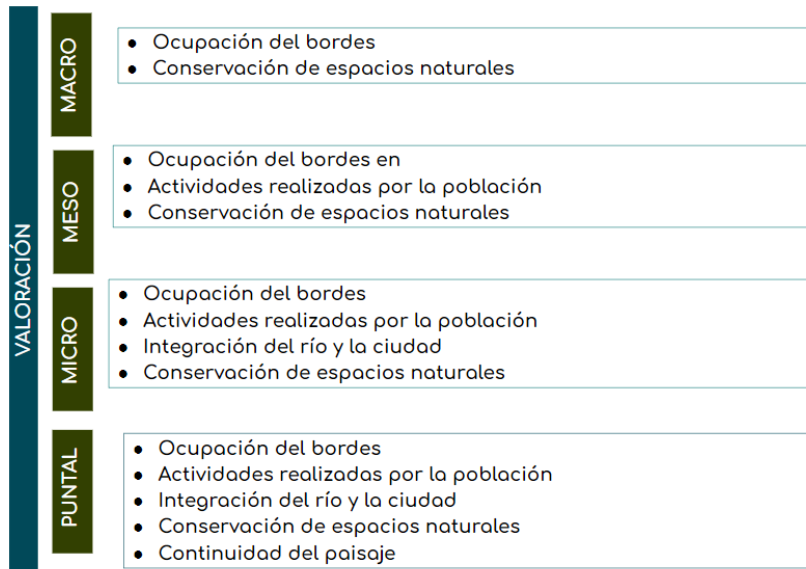 VALORACIÓN
MACRO
● Ocupación del bordes
● Conservación de espacios naturales
MESO
● Ocupación del bordes en
● Actividades realizadas por la población
● Conservación de espacios naturales
MICRO
● Ocupación del bordes
● Actividades realizadas por la población
● Integración del río y la ciudad
● Conservación de espacios naturales
PUNTAL
● Ocupación del bordes
● Actividades realizadas por la población
● Integración del río y la ciudad
● Conservación de espacios naturales
● Continuidad del paisaje